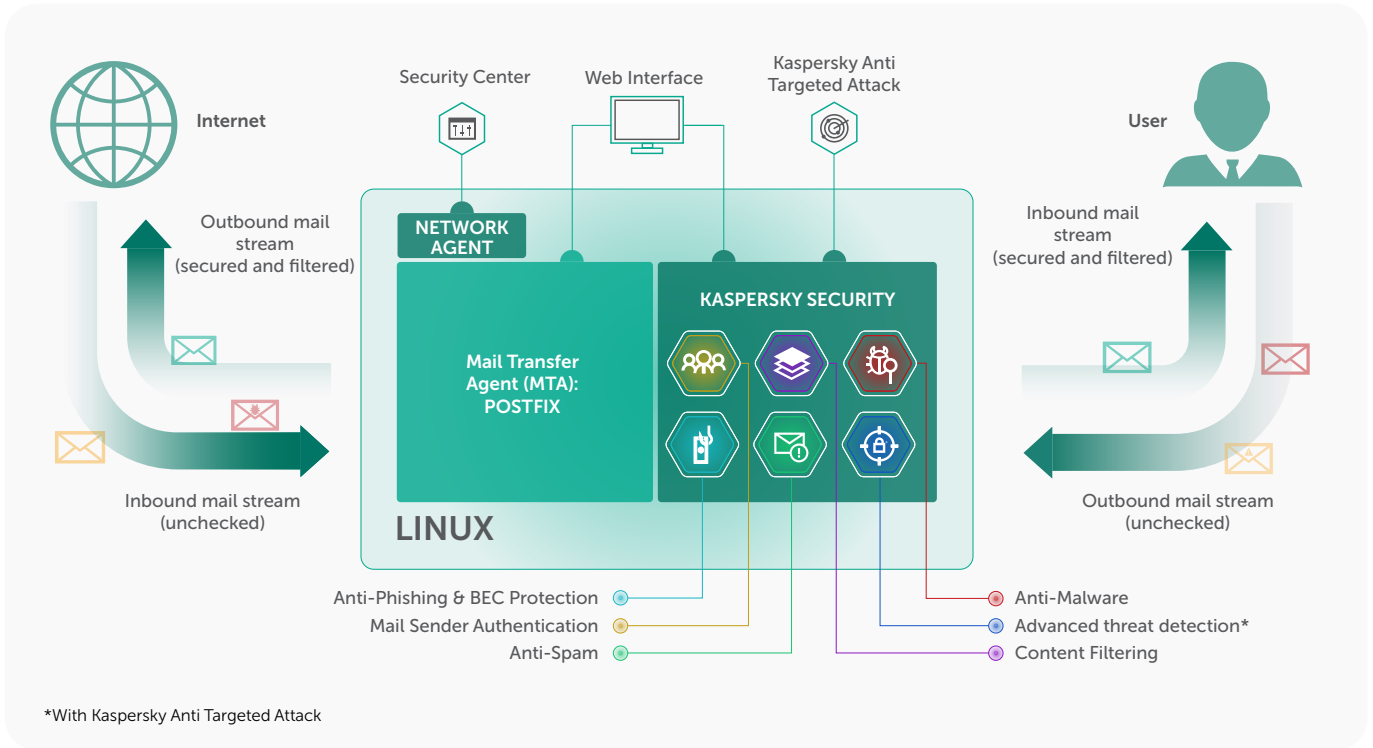 Security Center
Web Interface
Kaspersky Anti
Targeted Attack
Internet
User
Outbound mail
stream
(secured and filtered)
Inbound mail
stream
(secured and filtered)
NETWORK
AGENT
KASPERSKY SECURITY
Mail Transfer
Agent (MTA):
POSTFIX
Inbound mail stream
(unchecked)
Outbound mail stream
(unchecked)
LINUX
Anti-Phishing & BEC Protection
Mail Sender Authentication
Anti-Spam
Anti-Malware
Advanced threat detection*
Content Filtering
*With Kaspersky Anti Targeted Attack